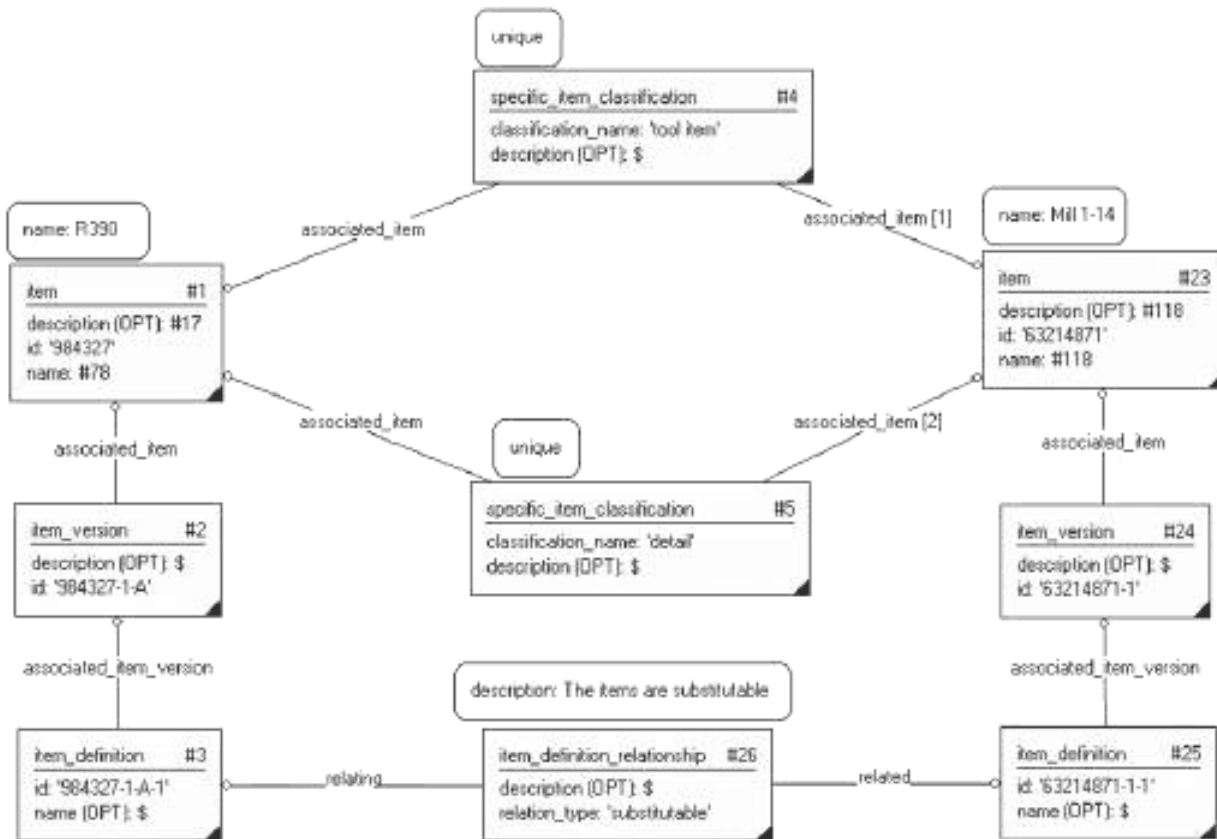 unique
specific_item_classification #4
classification_name: 'tool item'
description (OPT): $
associated_item
associated_item [1]
name: R390
name: Mill 1-14
item #1
description (OPT): #17
id: '984327'
name: #78
item #23
description (OPT): #118
id: '63214871'
name: #118
associated_item
associated_item [2]
associated_item
associated_item
unique
specific_item_classification #5
classification_name: 'detail'
description (OPT): $
item_version #2
description (OPT): $
id: '984327-1-A'
item_version #24
description (OPT): $
id: '63214871-1'
associated_item_version
associated_item_version
description: The items are substitutable
item_definition #3
id: '984327-1-A-1'
name (OPT): $
relating
item_definition_relationship #26
description (OPT): $
relation_type: 'substitutable'
related
item_definition #25
id: '63214871-1-1'
name (OPT): $